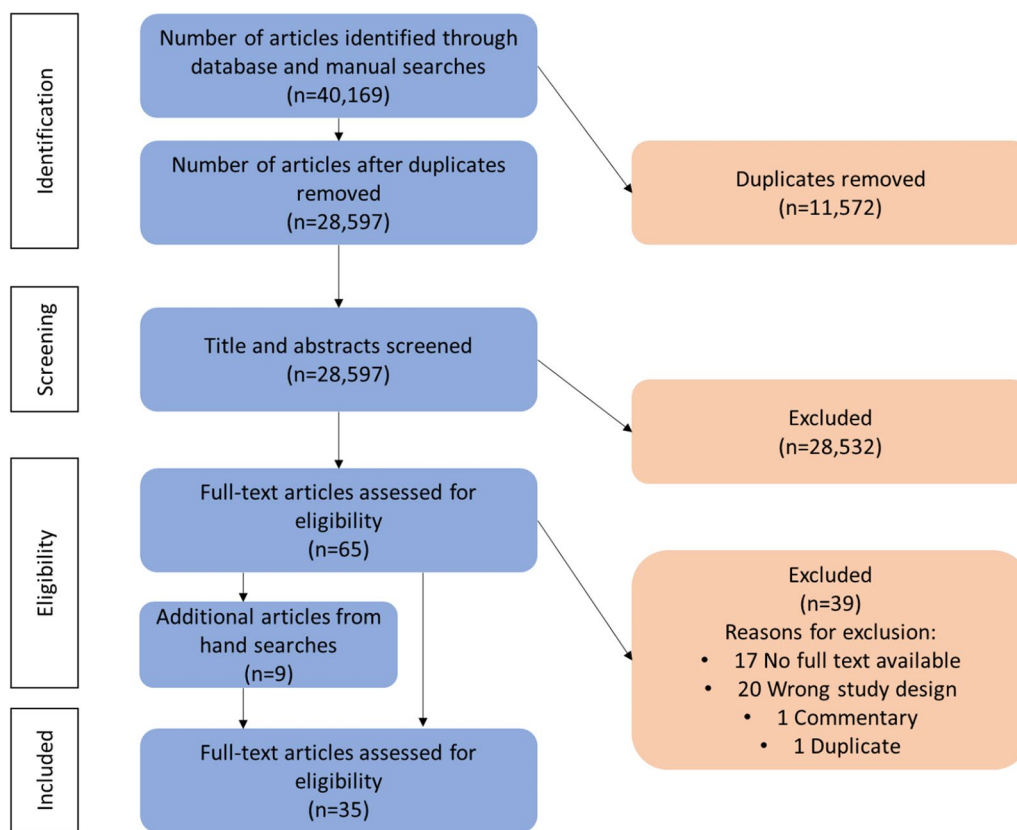 Identification
Number of articles identified through
database and manual searches
(n=40,169)
Number of articles after duplicates
removed
(n=28,597)
Duplicates removed
(n=11,572)
Screening
Title and abstracts screened
(n=28,597)
Excluded
(n=28,532)
Eligibility
Full-text articles assessed for
eligibility
(n=65)
Additional articles from
hand searches
(n=9)
Excluded
(n=39)
Reasons for exclusion:
• 17 No full text available
• 20 Wrong study design
• 1 Commentary
• 1 Duplicate
Included
Full-text articles assessed for
eligibility
(n=35)